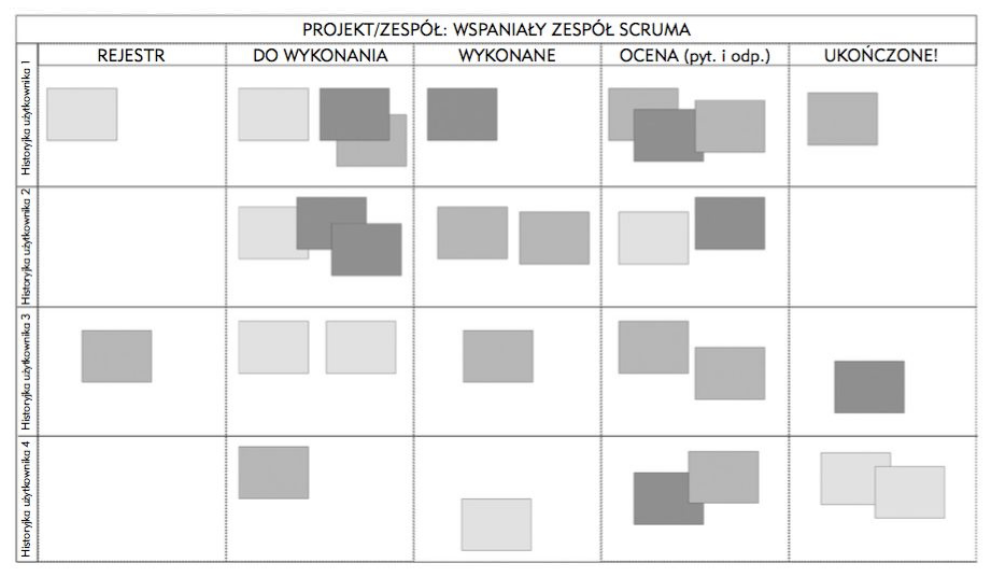 PROJEKT/ZESPÓŁ: WSPANIAŁY ZESPÓŁ SCRUMA
REJESTR
DO WYKONANIA
WYKONANE
OCENA (pyt. i odp.)
UKOŃCZONE!
Historyjka użytkownika 1
Historyjka użytkownika 2
Historyjka użytkownika 3
Historyjka użytkownika 4